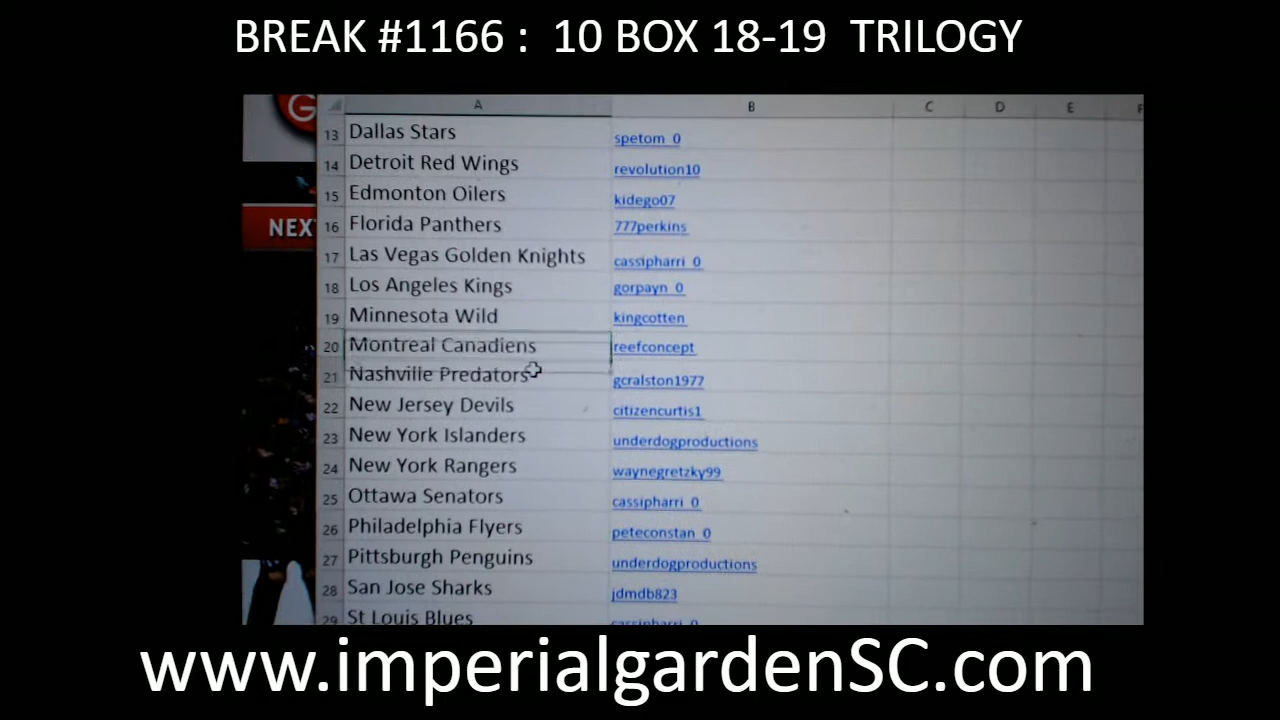 BREAK #1166 : 10 BOX 18-19 TRILOGY
G
NEX
A B C D E F
13 Dallas Stars spetom_0
14 Detroit Red Wings revolution10
15 Edmonton Oilers kidego07
16 Florida Panthers 777perkins
17 Las Vegas Golden Knights cassipharri_0
18 Los Angeles Kings gorpayn_0
19 Minnesota Wild kingcotten
20 Montreal Canadiens reefconcept
21 Nashville Predators gcralston1977
22 New Jersey Devils citizencurtis1
23 New York Islanders underdogproductions
24 New York Rangers waynegretzky99
25 Ottawa Senators cassipharri_0
26 Philadelphia Flyers peteconstan_0
27 Pittsburgh Penguins underdogproductions
28 San Jose Sharks jdmdb823
29 St Louis Blues cassipharri_0
www.imperialgardenSC.com